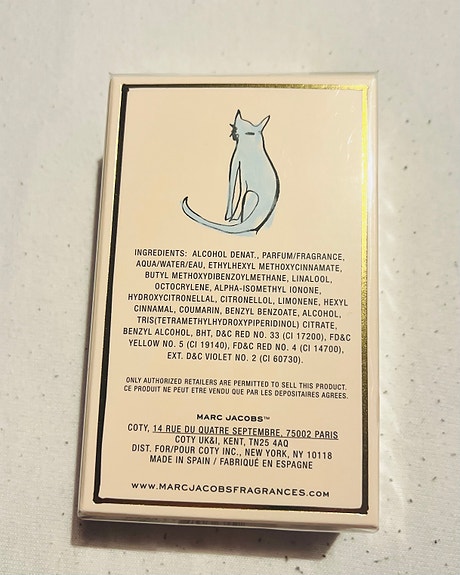 INGREDIENTS: ALCOHOL DENAT., PARFUM/FRAGRANCE,
AQUA/WATER/EAU, ETHYLHEXYL METHOXYCINNAMATE,
BUTYL METHOXYDIBENZOYLMETHANE, LINALOOL,
OCTOCRYLENE, ALPHA-ISOMETHYL IONONE,
HYDROXYCITRONELLAL, CITRONELLOL, LIMONENE, HEXYL
CINNAMAL, COUMARIN, BENZYL BENZOATE, ALCOHOL,
TRIS(TETRAMETHYLHYDROXYPIPERIDINOL) CITRATE,
BENZYL ALCOHOL, BHT, D&C RED NO. 33 (CI 17200), FD&C
YELLOW NO. 5 (CI 19140), FD&C RED NO. 4 (CI 14700),
EXT. D&C VIOLET NO. 2 (CI 60730).
ONLY AUTHORIZED RETAILERS ARE PERMITTED TO SELL THIS PRODUCT.
CE PRODUIT NE PEUT ETRE VENDU QUE PAR LES DEPOSITAIRES AGREES.
MARC JACOBS™
COTY, 14 RUE DU QUATRE SEPTEMBRE, 75002 PARIS
COTY UK&I, KENT, TN25 4AQ
DIST. FOR/POUR COTY INC., NEW YORK, NY 10118
MADE IN SPAIN / FABRIQUÉ EN ESPAGNE
WWW.MARCJACOBSFRAGRANCES.COM